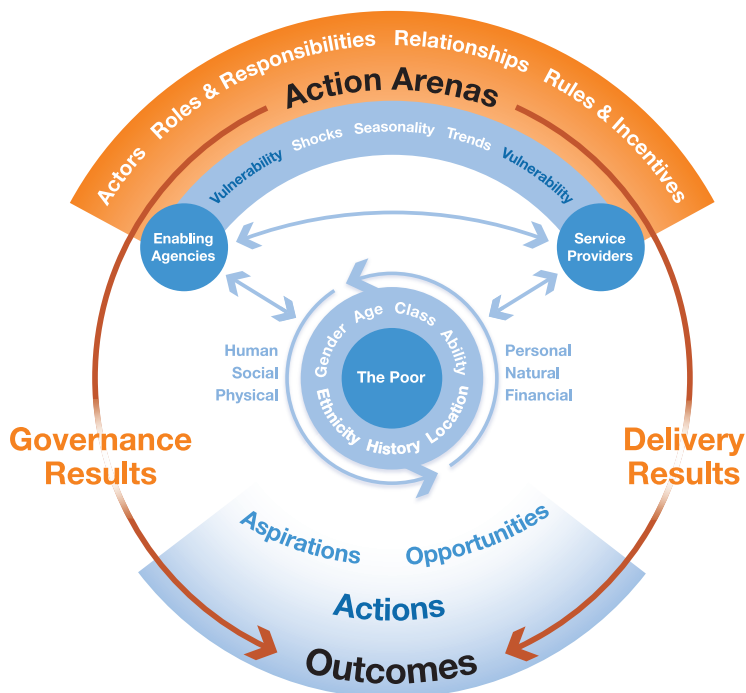 Actors Roles & Responsibilities Relationships Rules & Incentives
Action Arenas
Vulnerability Shocks Seasonality Trends Vulnerability
Enabling
Agencies
Service
Providers
Gender Age Class Ability
The Poor
Ethnicity History Location
Human
Social
Physical
Personal
Natural
Financial
Governance
Results
Delivery
Results
Aspirations Opportunities
Actions
Outcomes